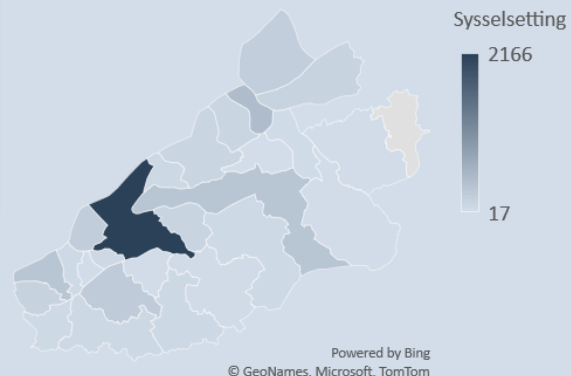 Sysselsetting
2166
17
Powered by Bing
© GeoNames, Microsoft, TomTom